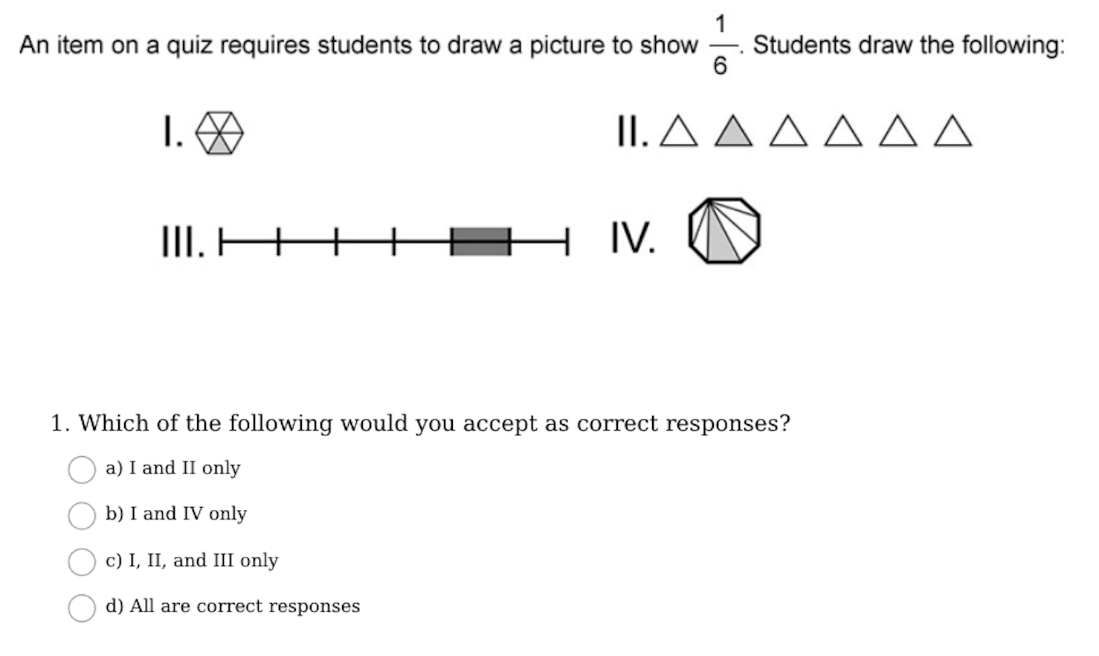 An item on a quiz requires students to draw a picture to show 1/6. Students draw the following:
I.
II.
III.
IV.
1. Which of the following would you accept as correct responses?
a) I and II only
b) I and IV only
c) I, II, and III only
d) All are correct responses